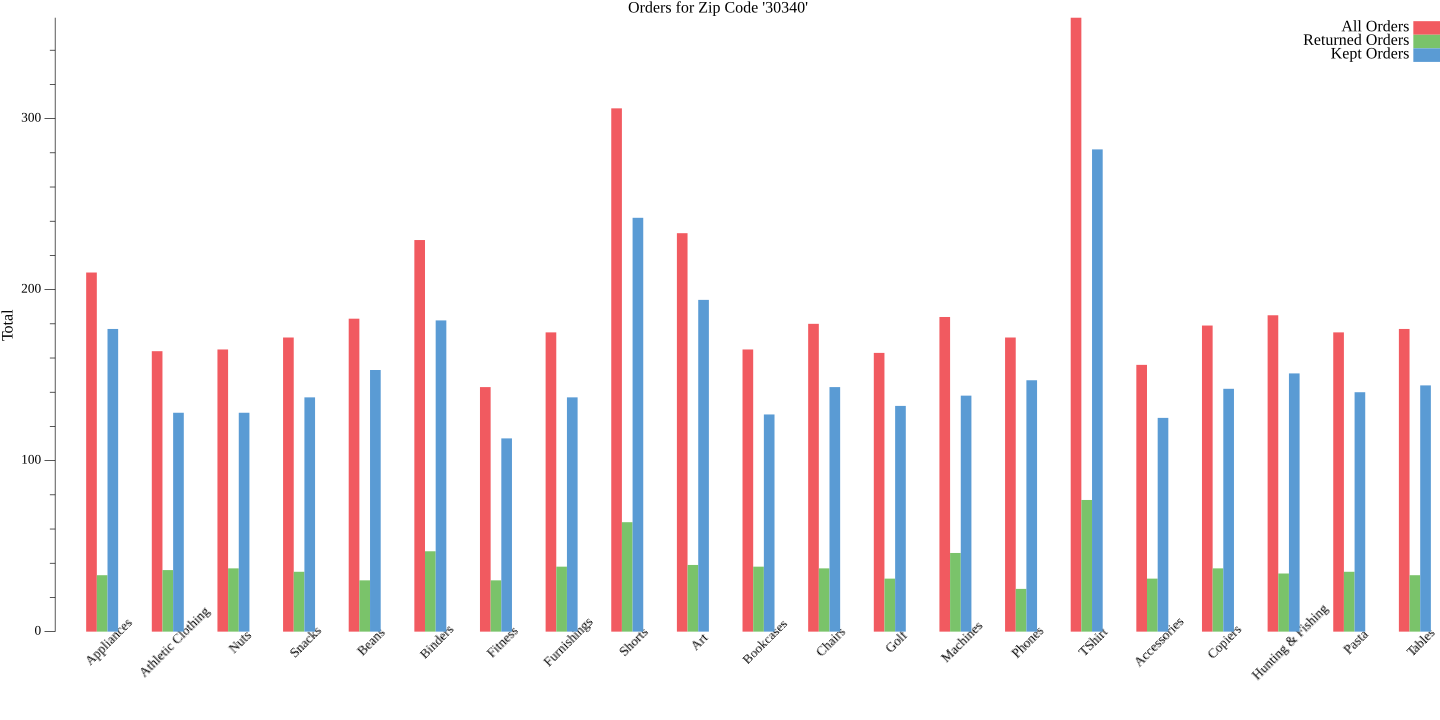 Orders for Zip Code '30340'
All Orders
Returned Orders
Kept Orders
Total
300
200
100
0
Appliances
Athletic Clothing
Nuts
Snacks
Beans
Binders
Fitness
Furnishings
Shorts
Art
Bookcases
Chairs
Golf
Machines
Phones
TShirt
Accessories
Copiers
Hunting & Fishing
Pasta
Tables